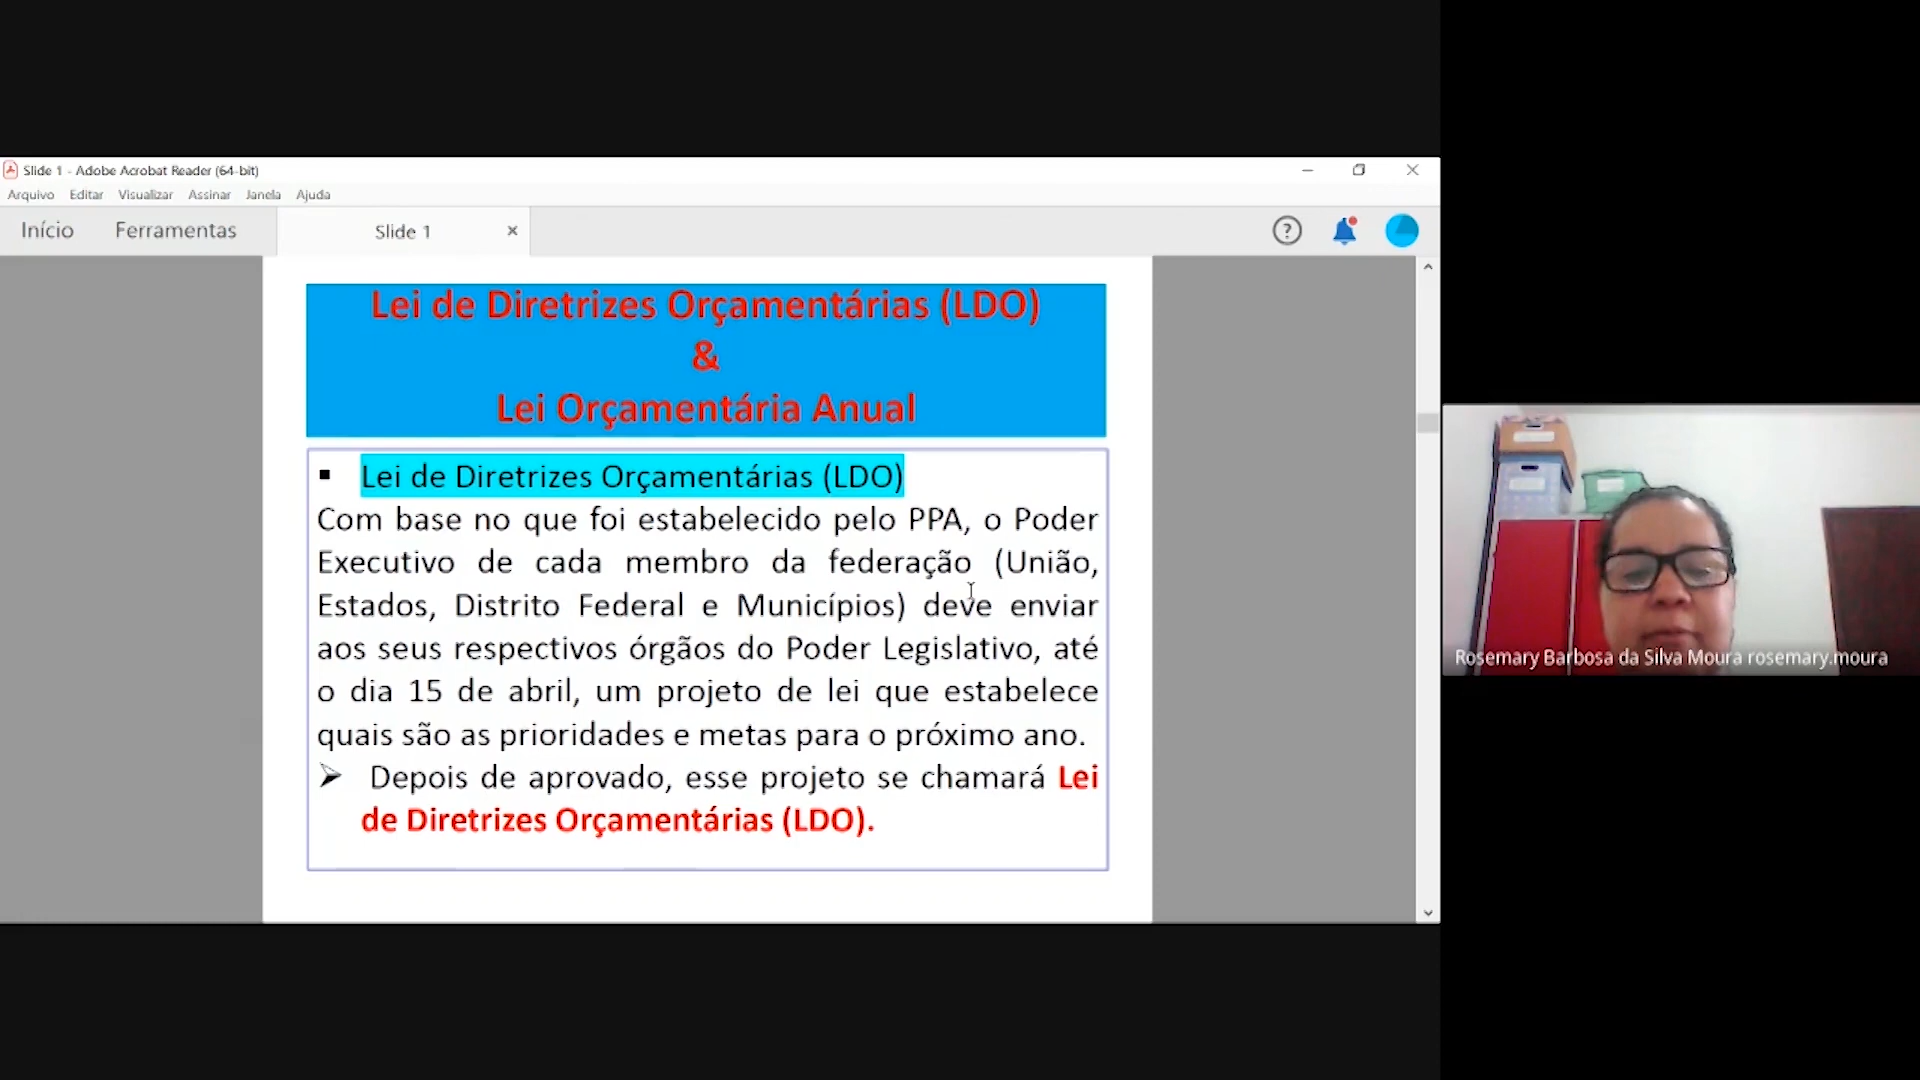 Slide 1 - Adobe Acrobat Reader (64-bit)
Arquivo Editar Visualizar Assinar Janela Ajuda
Início Ferramentas Slide 1
Lei de Diretrizes Orçamentárias (LDO)
&
Lei Orçamentária Anual
▪ Lei de Diretrizes Orçamentárias (LDO)
Com base no que foi estabelecido pelo PPA, o Poder
Executivo de cada membro da federação (União,
Estados, Distrito Federal e Municípios) deve enviar
aos seus respectivos órgãos do Poder Legislativo, até
o dia 15 de abril, um projeto de lei que estabelece
quais são as prioridades e metas para o próximo ano.
➢ Depois de aprovado, esse projeto se chamará Lei
de Diretrizes Orçamentárias (LDO).
Rosemary Barbosa da Silva Moura rosemary.moura